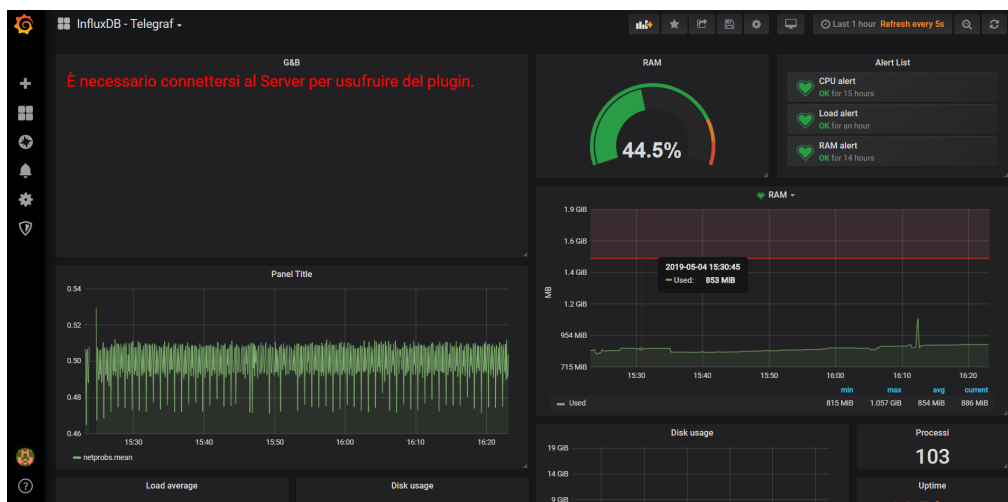 InfluxDB - Telegraf
Last 1 hour Refresh every 5s
G&B
È necessario connettersi al Server per usufruire del plugin.
RAM
44.5%
Alert List
CPU alert
OK for 15 hours
Load alert
OK for an hour
RAM alert
OK for 14 hours
RAM
1.9 GiB
1.6 GiB
1.4 GiB
1.2 GiB
954 MiB
715 MiB
MB
2019-05-04 15:30:45
Used: 853 MiB
15:30 15:40 15:50 16:00 16:10 16:20
min max avg current
Used 815 MiB 1.057 GiB 854 MiB 886 MiB
Panel Title
0.54
0.52
0.50
0.48
0.46
15:30 15:40 15:50 16:00 16:10 16:20
netprobs.mean
Disk usage
19 GiB
14 GiB
9 GiB
Processi
103
Load average
Disk usage
Uptime